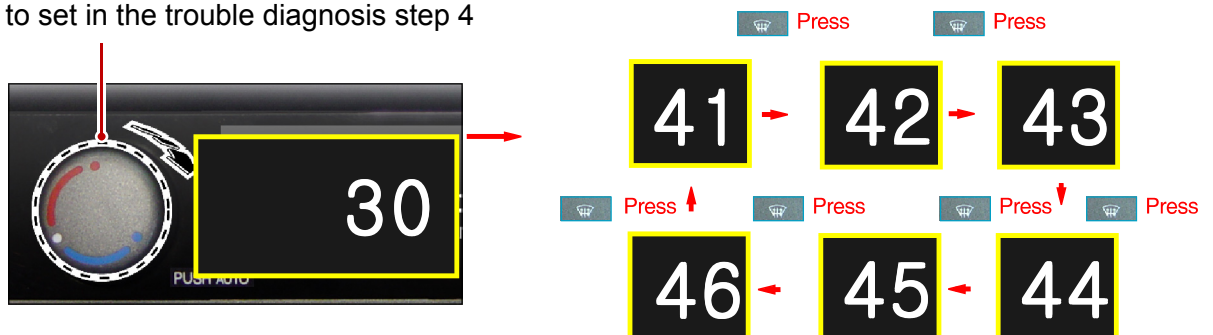 to set in the trouble diagnosis step 4
Press Press
41 42 43
30
Press Press Press Press
PUSH AUTO
46 45 44